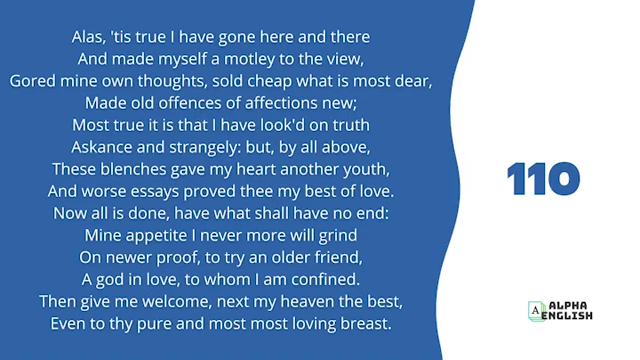 Alas, 'tis true I have gone here and there
And made myself a motley to the view,
Gored mine own thoughts, sold cheap what is most dear,
Made old offences of affections new;
Most true it is that I have look'd on truth
Askance and strangely: but, by all above,
These blenches gave my heart another youth,
And worse essays proved thee my best of love.
Now all is done, have what shall have no end:
Mine appetite I never more will grind
On newer proof, to try an older friend,
A god in love, to whom I am confined.
Then give me welcome, next my heaven the best,
Even to thy pure and most most loving breast.
110
A
ALPHA
ENGLISH